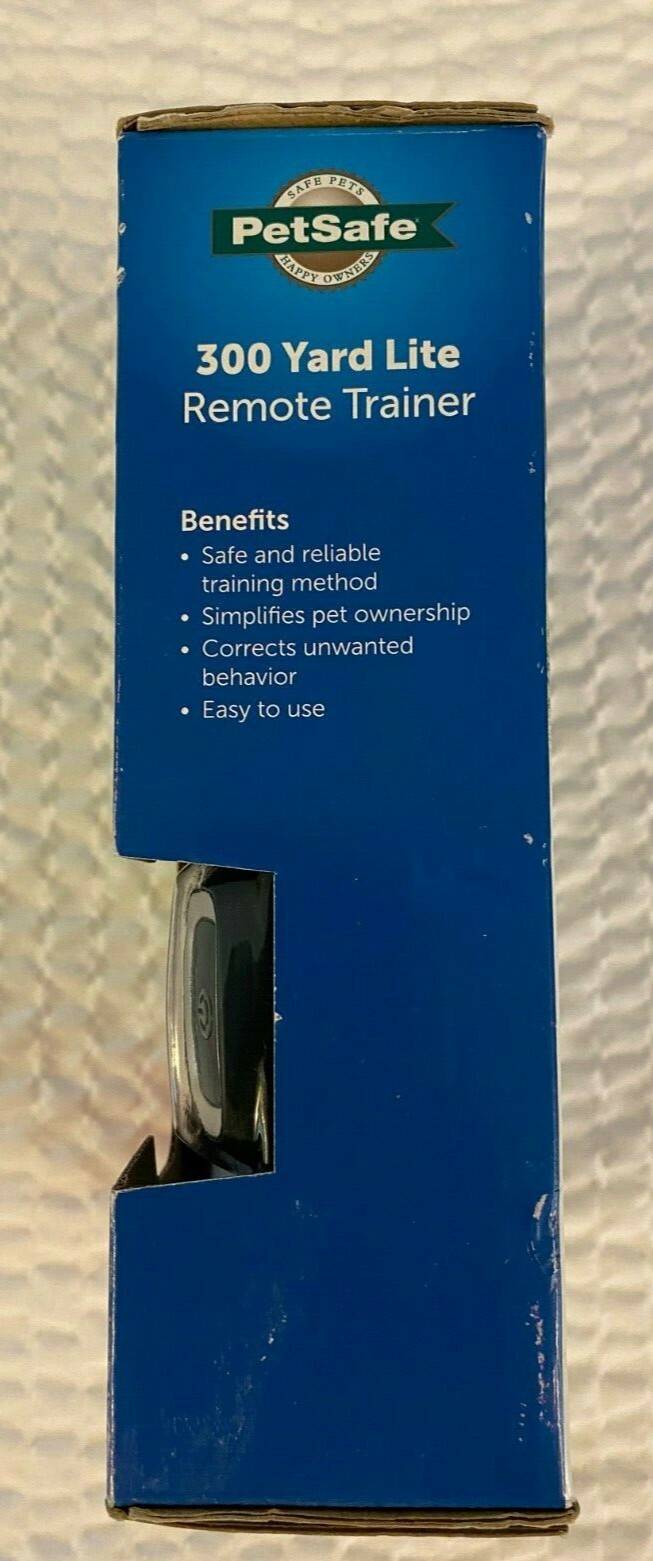 SAFE PETS
PetSafe
HAPPY OWNERS
300 Yard Lite
Remote Trainer
Benefits
• Safe and reliable
training method
• Simplifies pet ownership
• Corrects unwanted
behavior
• Easy to use